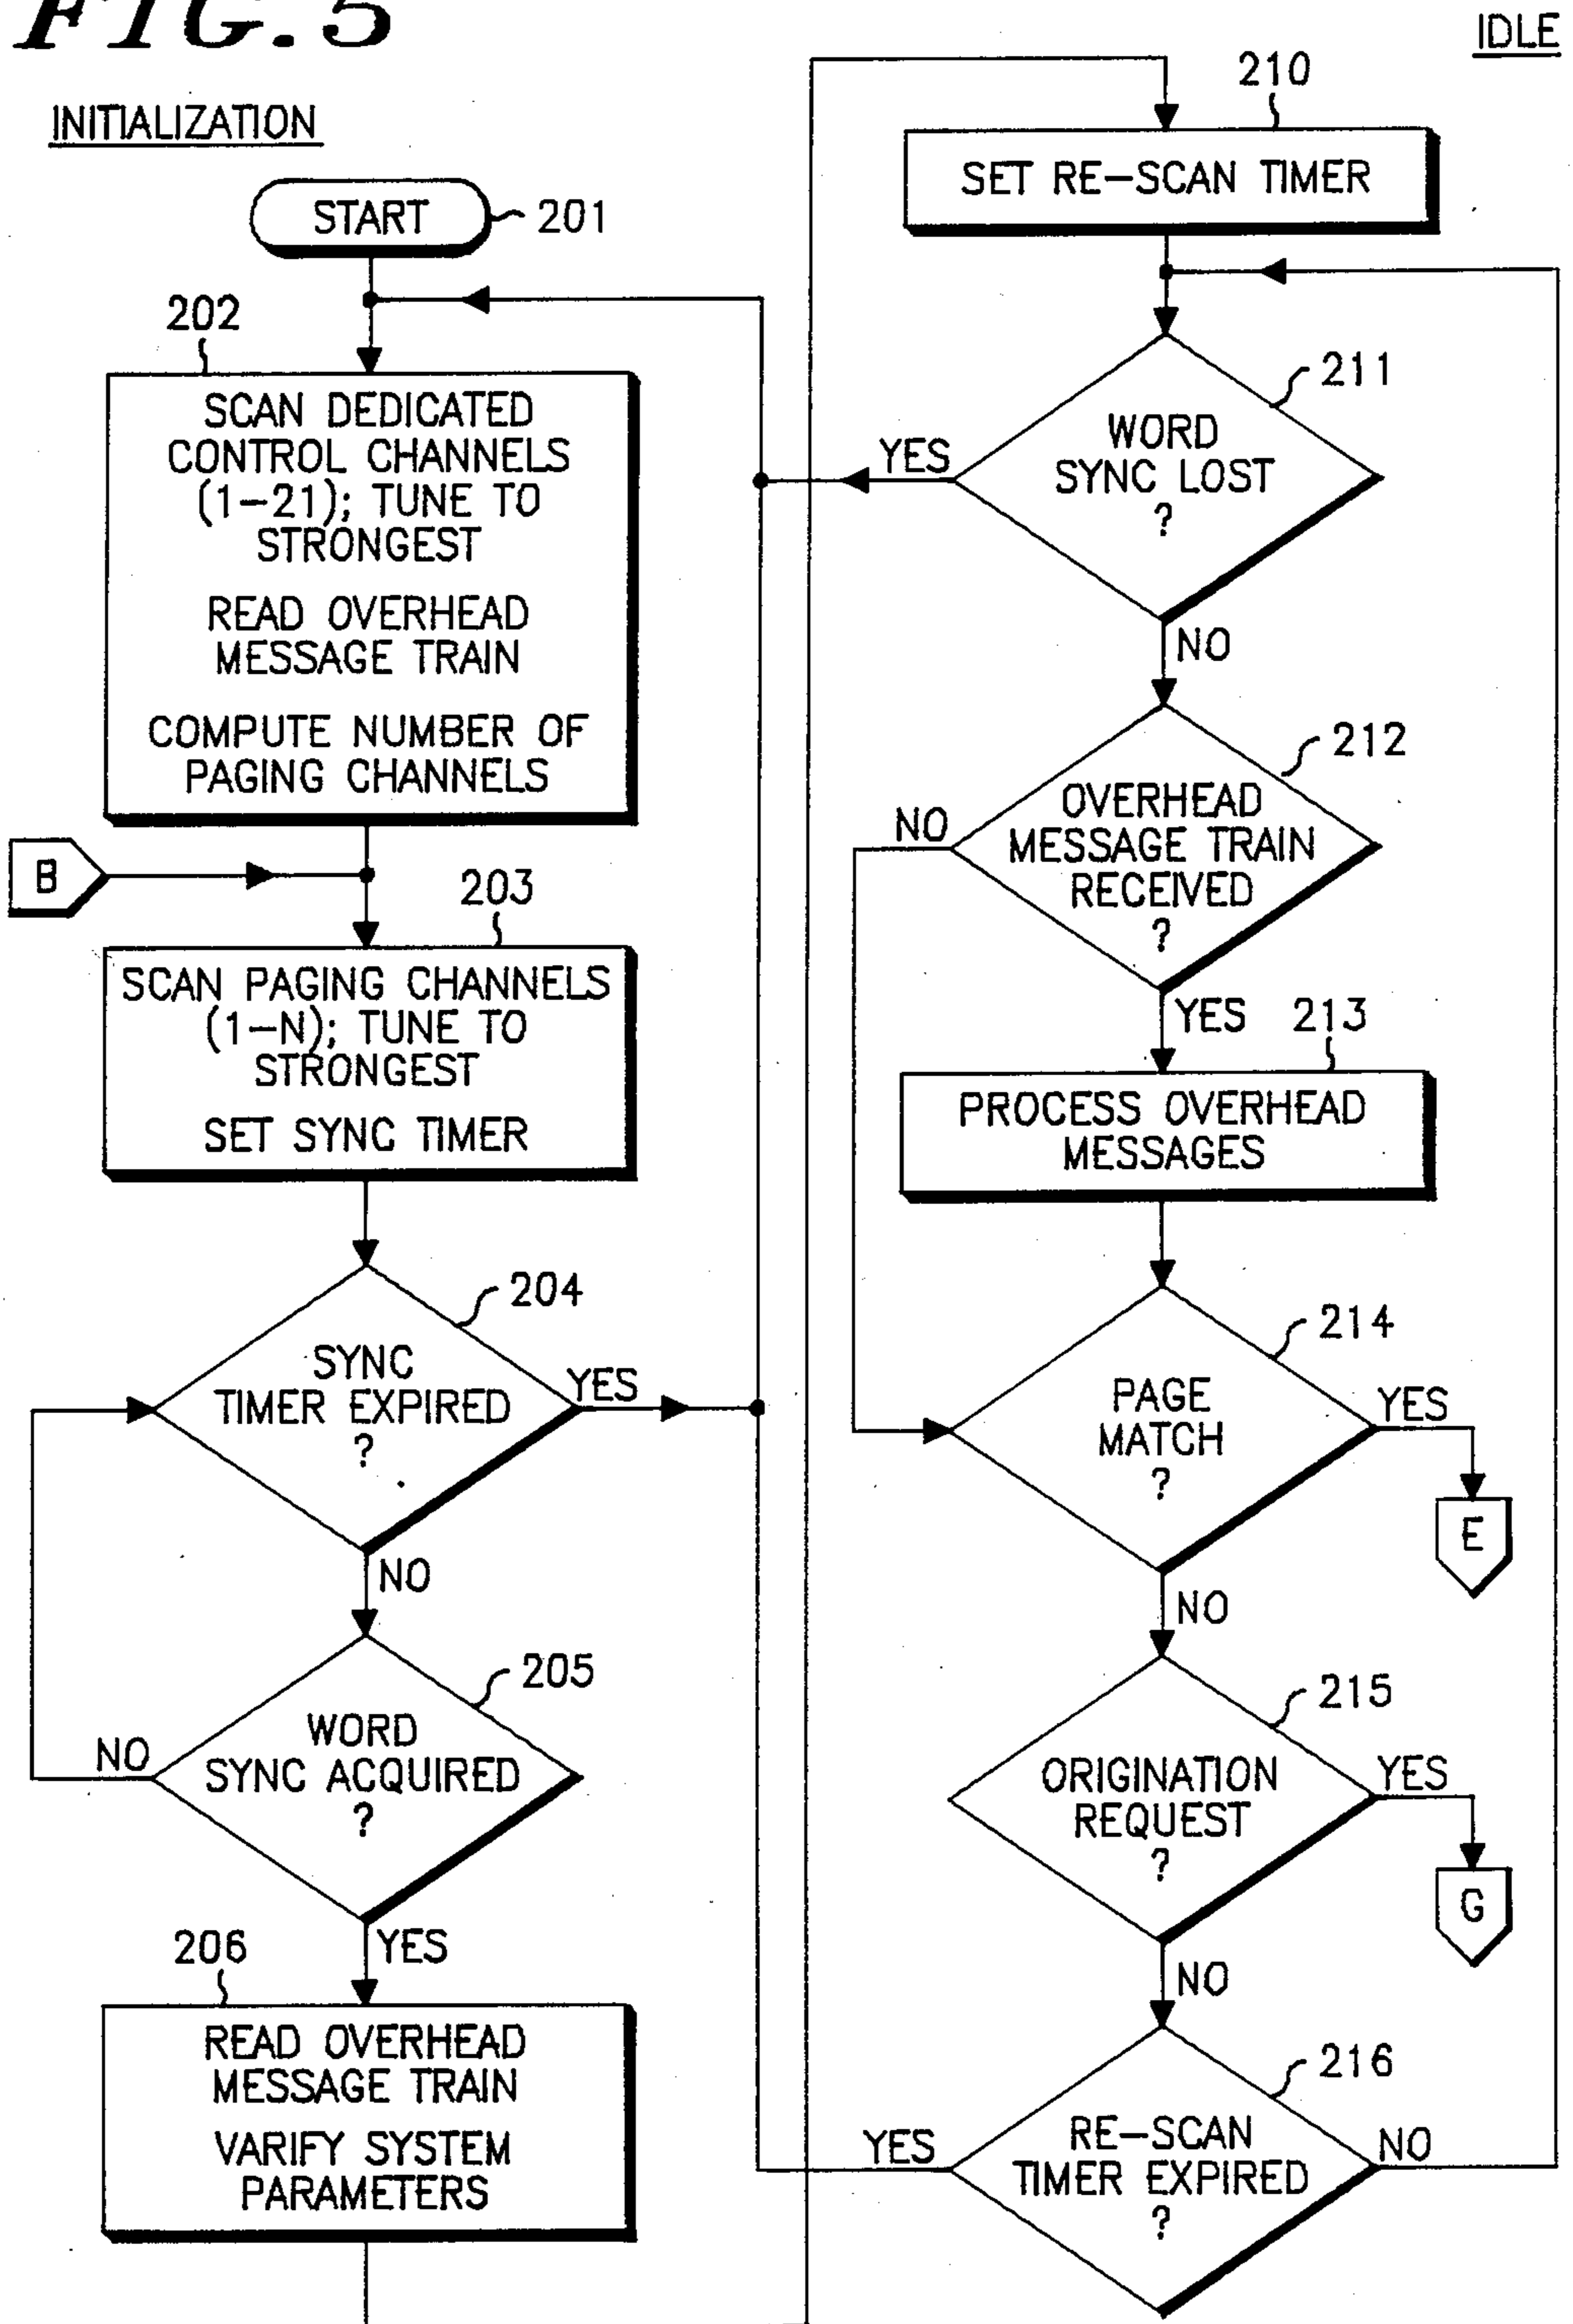 FIG. 5
INITIALIZATION
START
201
202
SCAN DEDICATED
CONTROL CHANNELS
(1-21); TUNE TO
STRONGEST
READ OVERHEAD
MESSAGE TRAIN
COMPUTE NUMBER OF
PAGING CHANNELS
B
203
SCAN PAGING CHANNELS
(1-N); TUNE TO
STRONGEST
SET SYNC TIMER
204
SYNC
TIMER EXPIRED
?
YES
NO
205
WORD
SYNC ACQUIRED
?
NO
YES
206
READ OVERHEAD
MESSAGE TRAIN
VARIFY SYSTEM
PARAMETERS
IDLE
210
SET RE-SCAN TIMER
211
WORD
SYNC LOST
?
YES
NO
212
OVERHEAD
MESSAGE TRAIN
RECEIVED
?
NO
YES
213
PROCESS OVERHEAD
MESSAGES
214
PAGE
MATCH
?
YES
E
NO
215
ORIGINATION
REQUEST
?
YES
G
NO
216
RE-SCAN
TIMER EXPIRED
?
YES
NO